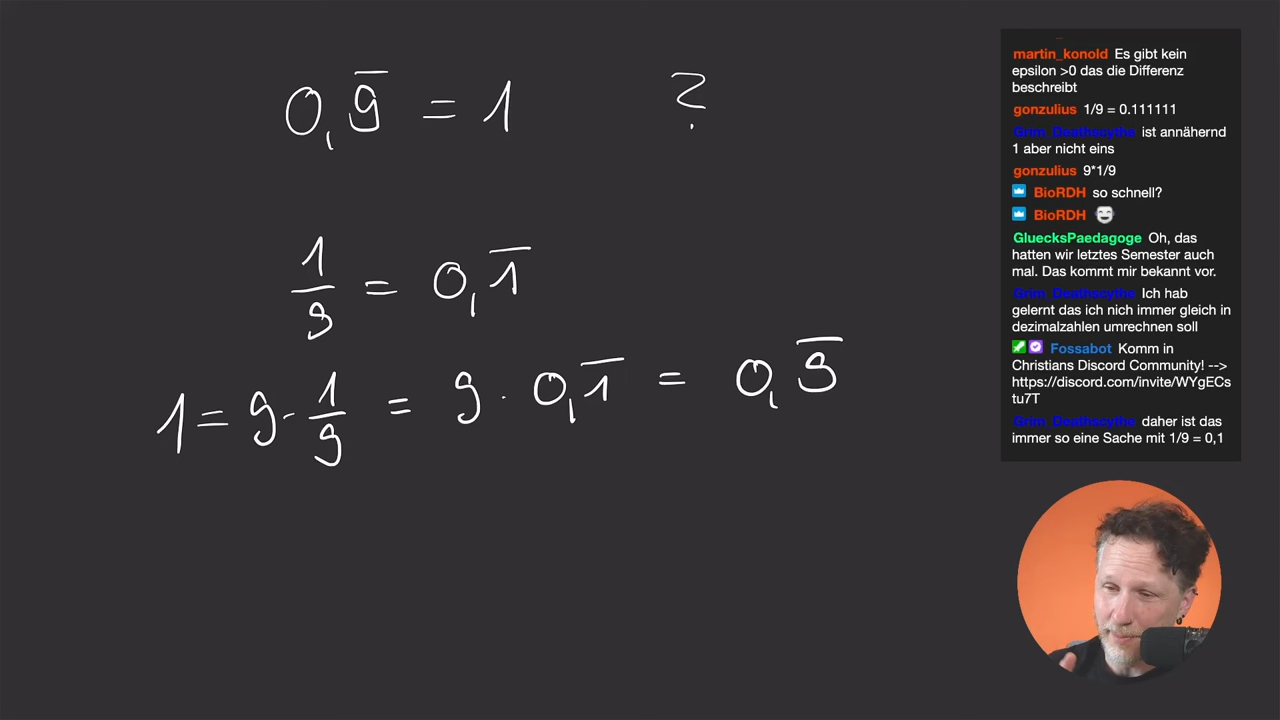 0,9̅ = 1 ?
1/9 = 0,1̅
1 = 9 · 1/9 = 9 · 0,1̅ = 0,9̅
martin_konold Es gibt kein
epsilon >0 das die Differenz
beschreibt
gonzulius 1/9 = 0.111111
Grim_Deathscythe ist annähernd
1 aber nicht eins
gonzulius 9*1/9
BioRDH so schnell?
BioRDH
GluecksPaedagoge Oh, das
hatten wir letztes Semester auch
mal. Das kommt mir bekannt vor.
Grim_Deathscythe Ich hab
gelernt das ich nich immer gleich in
dezimalzahlen umrechnen soll
Fossabot Komm in
Christians Discord Community! -->
https://discord.com/invite/WYgECs
tu7T
Grim_Deathscythe daher ist das
immer so eine Sache mit 1/9 = 0,1